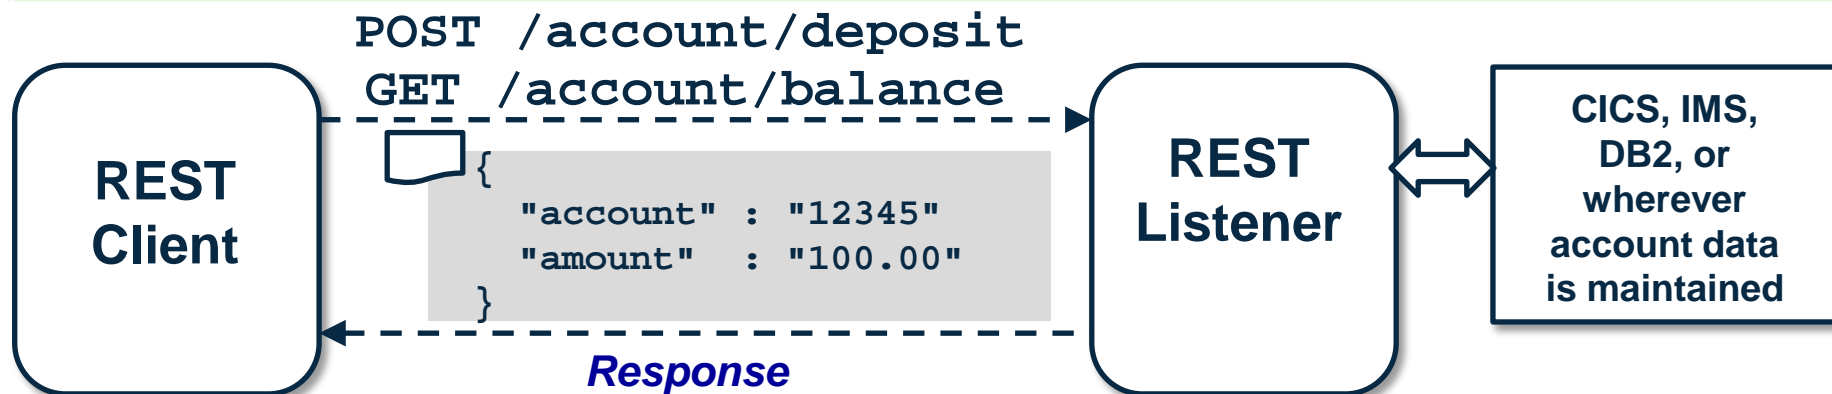 POST /account/deposit
GET /account/balance
REST
Client
{
"account" : "12345"
"amount" : "100.00"
}
Response
REST
Listener
CICS, IMS,
DB2, or
wherever
account data
is maintained